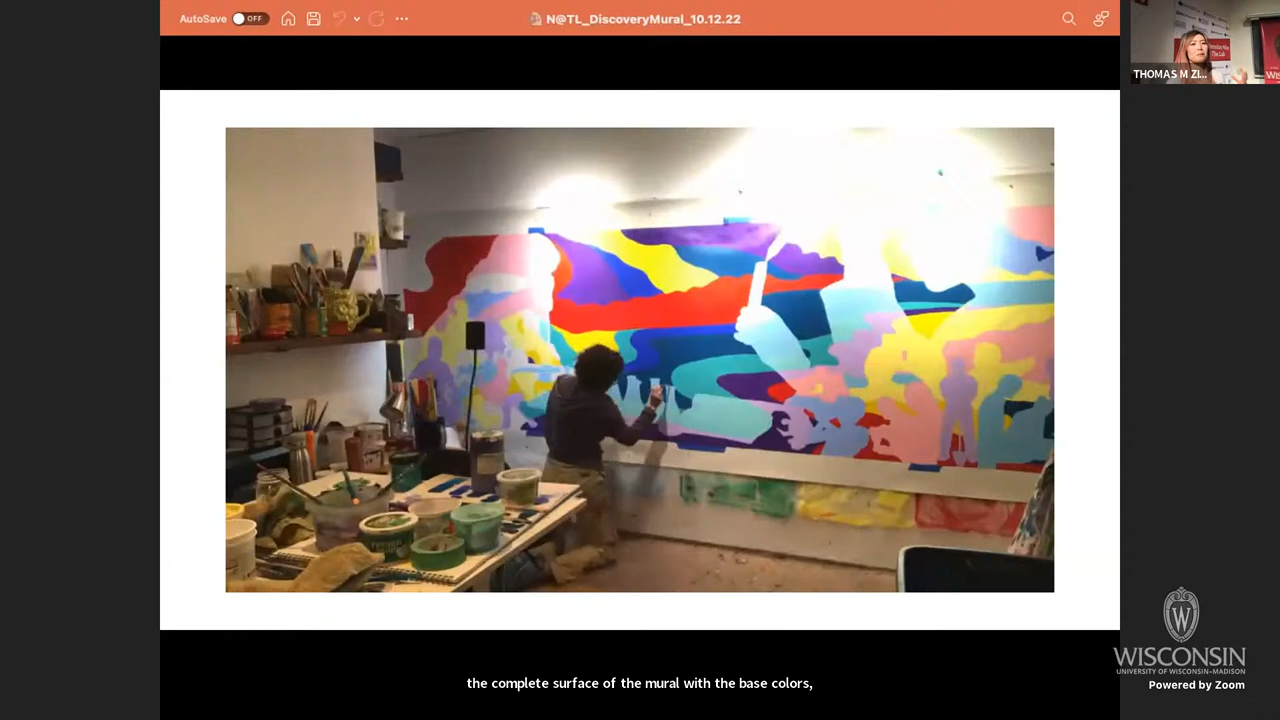 AutoSave
OFF
N@TL_DiscoveryMural_10.12.22
THOMAS M ZI...
the complete surface of the mural with the base colors,
W
WISCONSIN
UNIVERSITY OF WISCONSIN–MADISON
Powered by Zoom